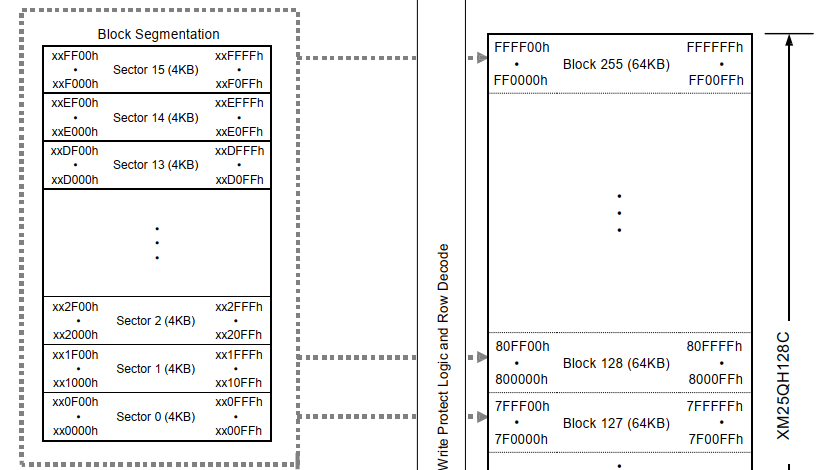 Block Segmentation
xxFF00h xxFFFFh
• Sector 15 (4KB) •
xxF000h xxF0FFh
xxEF00h xxEFFFh
• Sector 14 (4KB) •
xxE000h xxE0FFh
xxDF00h xxDFFFh
• Sector 13 (4KB) •
xxD000h xxD0FFh
xx2F00h xx2FFFh
• Sector 2 (4KB) •
xx2000h xx20FFh
xx1F00h xx1FFFh
• Sector 1 (4KB) •
xx1000h xx10FFh
xx0F00h xx0FFFh
• Sector 0 (4KB) •
xx0000h xx00FFh
Write Protect Logic and Row Decode
FFFF00h FFFFFFh
• Block 255 (64KB) •
FF0000h FF00FFh
80FF00h 80FFFFh
• Block 128 (64KB) •
800000h 8000FFh
7FFF00h 7FFFFFh
• Block 127 (64KB) •
7F0000h 7F00FFh
XM25QH128C